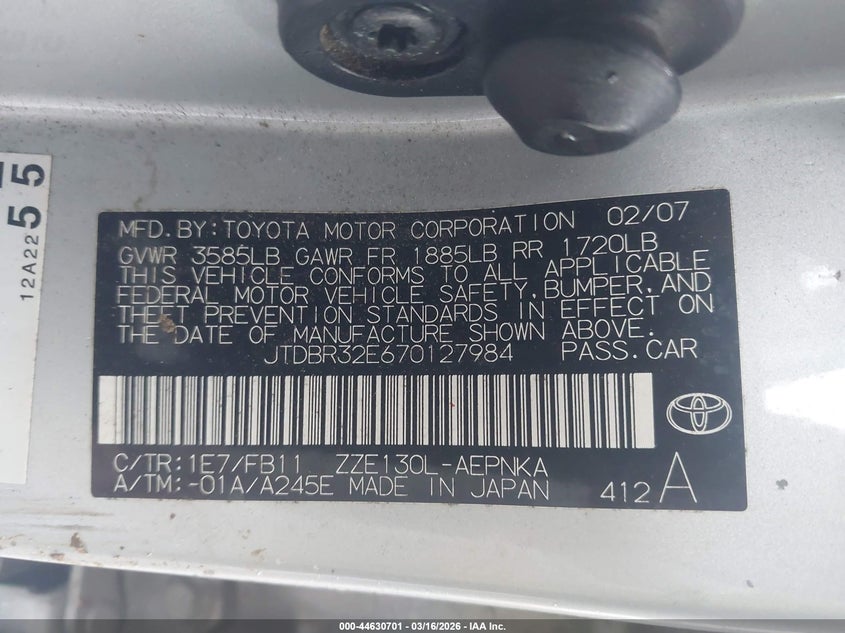 55
12A22
MFD. BY: TOYOTA MOTOR CORPORATION 02/07
GVWR 3585LB GAWR FR 1885LB RR 1720LB
THIS VEHICLE CONFORMS TO ALL APPLICABLE
FEDERAL MOTOR VEHICLE SAFETY, BUMPER, AND
THEFT PREVENTION STANDARDS IN EFFECT ON
THE DATE OF MANUFACTURE SHOWN ABOVE.
JTDBR32E670127984 PASS. CAR
C/TR: 1E7/FB11 ZZE130L-AEPNKA
A/TM: -01A/A245E MADE IN JAPAN 412 A
000-44630701 - 03/16/2026 - IAA Inc.